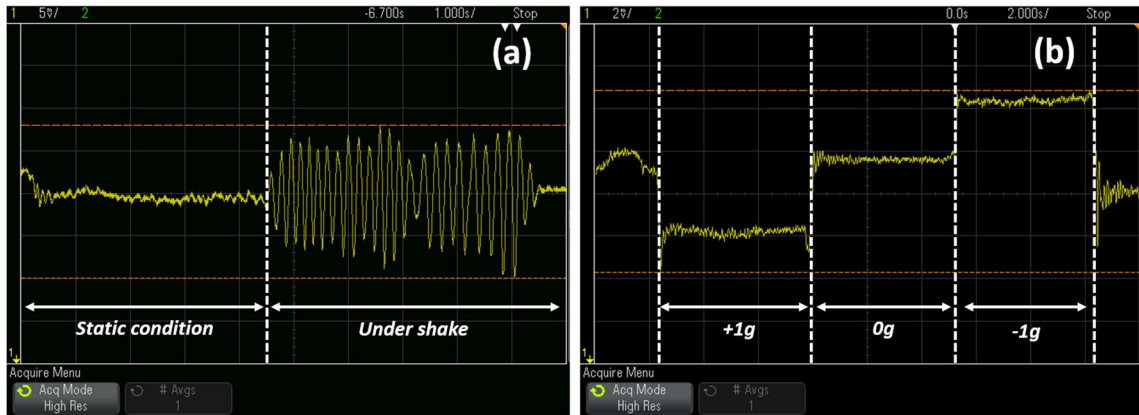 1 5V/ 2 -6.700s 1.000s/ Stop
(a)
Static condition Under shake
1
Acquire Menu
Acq Mode
High Res
# Avgs
1
1 2V/ 2 0.0s 2.000s/ Stop
(b)
+1g 0g -1g
1
Acquire Menu
Acq Mode
High Res
# Avgs
1